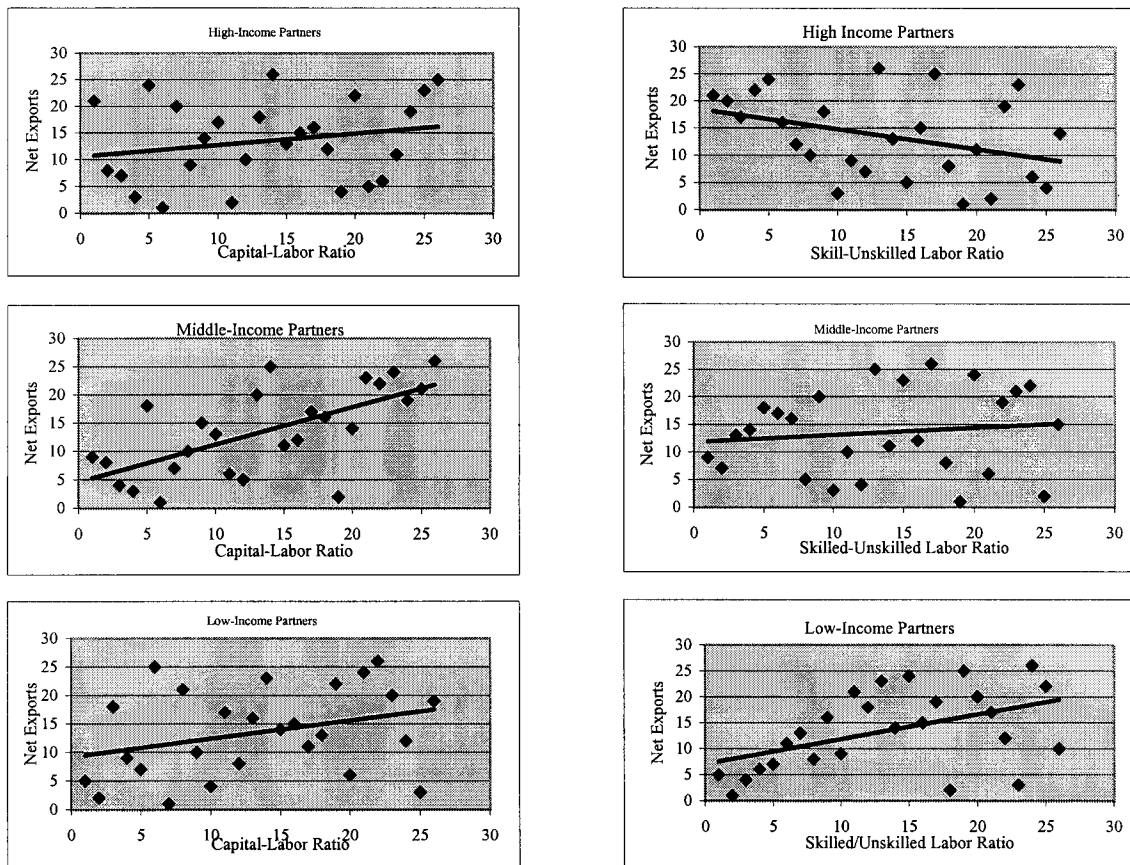 High-Income Partners
30
25
20
15
10
5
0
Net Exports
0 5 10 15 20 25 30
Capital-Labor Ratio
High Income Partners
30
25
20
15
10
5
0
Net Exports
0 5 10 15 20 25 30
Skill-Unskilled Labor Ratio
Middle-Income Partners
30
25
20
15
10
5
0
Net Exports
0 5 10 15 20 25 30
Capital-Labor Ratio
Middle-Income Partners
30
25
20
15
10
5
0
Net Exports
0 5 10 15 20 25 30
Skilled-Unskilled Labor Ratio
Low-Income Partners
30
25
20
15
10
5
0
Net Exports
0 5 10 15 20 25 30
Capital-Labor Ratio
Low-Income Partners
30
25
20
15
10
5
0
Net Exports
0 5 10 15 20 25 30
Skilled/Unskilled Labor Ratio